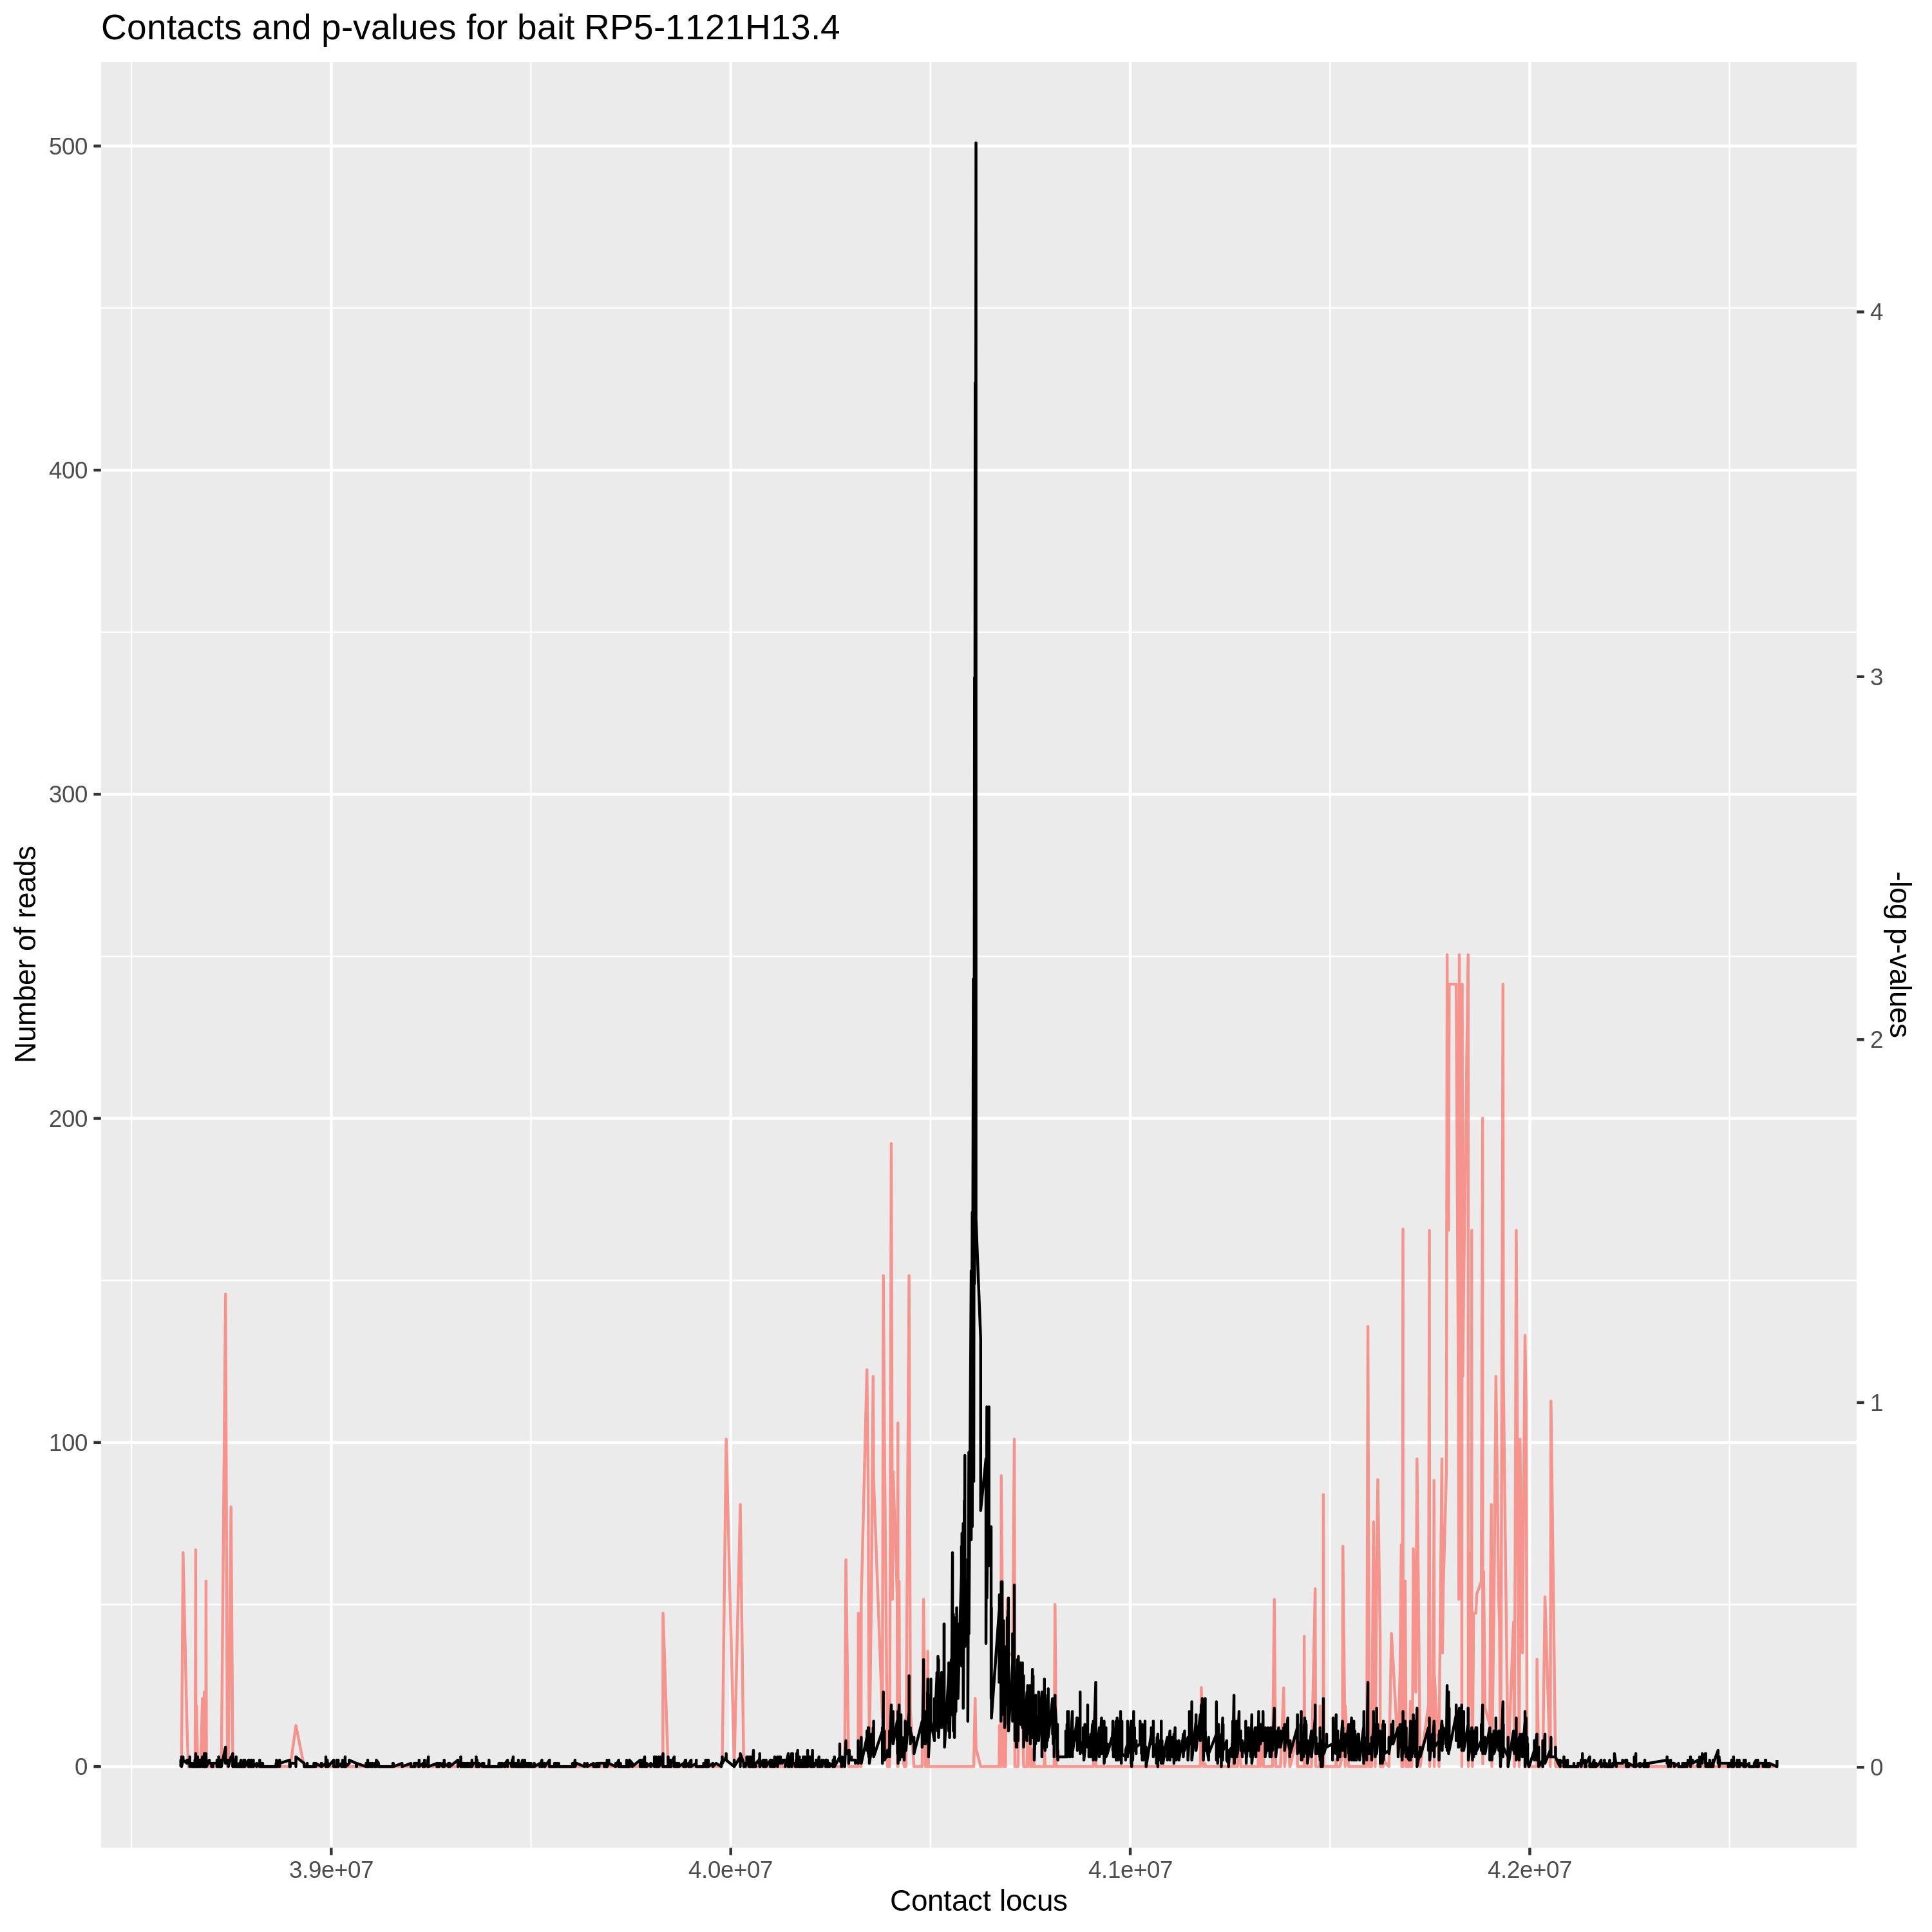 Contacts and p-values for bait RP5-1121H13.4
500
400
300
200
100
0
Number of reads
4
3
2
1
0
-log p-values
3.9e+07
4.0e+07
4.1e+07
4.2e+07
Contact locus